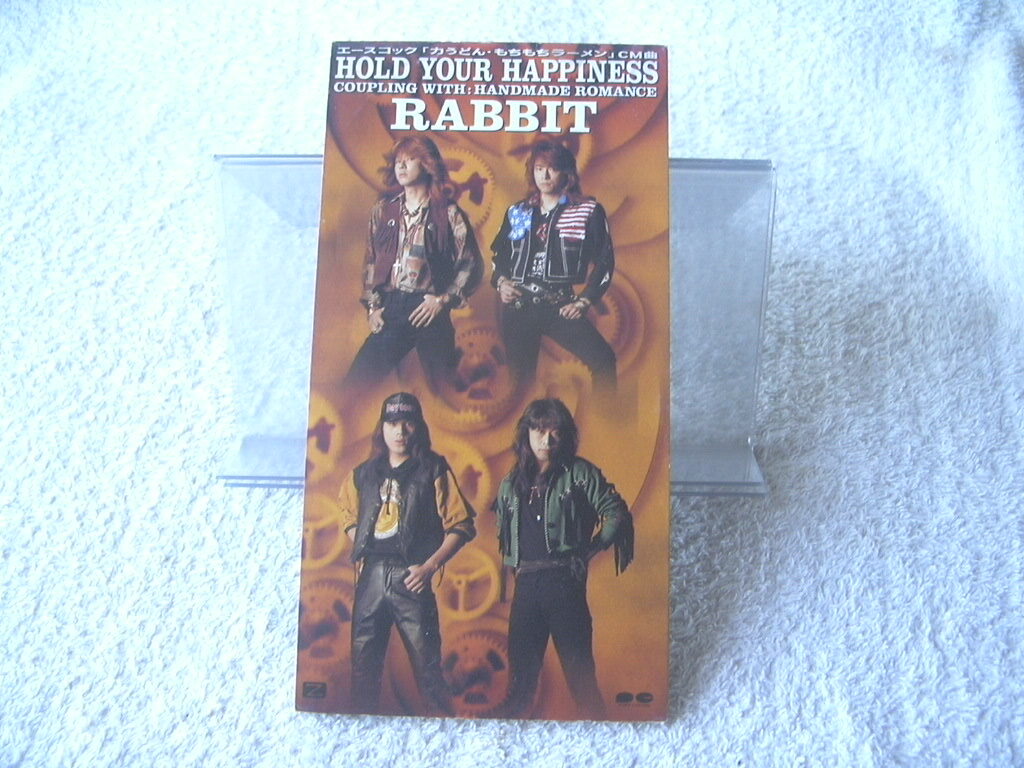 エースコック「力うどん・もちもちラーメン」CM曲
HOLD YOUR HAPPINESS
COUPLING WITH: HANDMADE ROMANCE
RABBIT